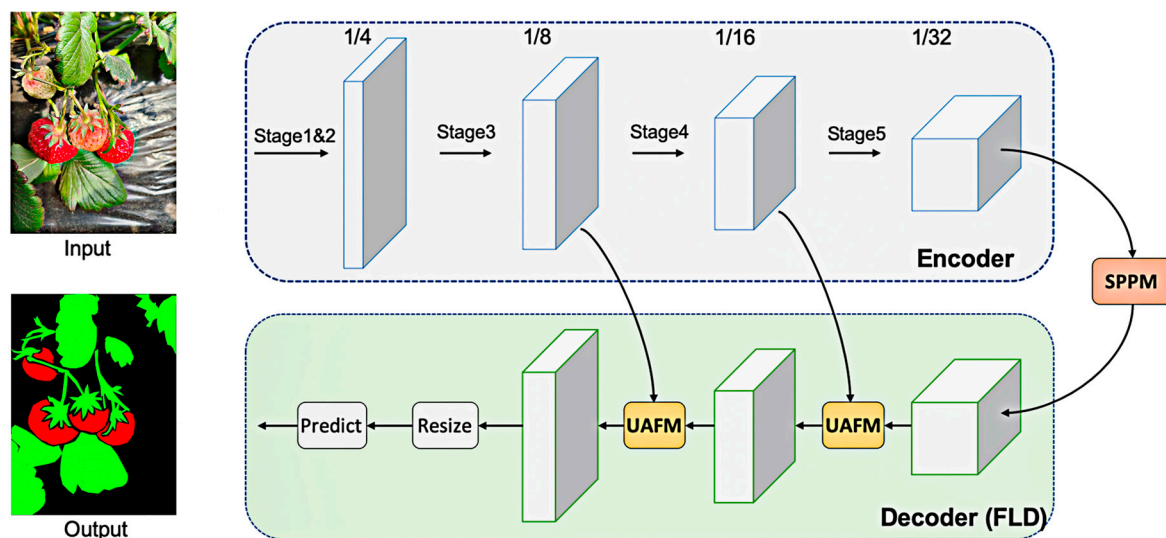 1/4
1/8
1/16
1/32
Stage1&2
Stage3
Stage4
Stage5
Input
Encoder
SPPM
Predict
Resize
UAFM
UAFM
Decoder (FLD)
Output